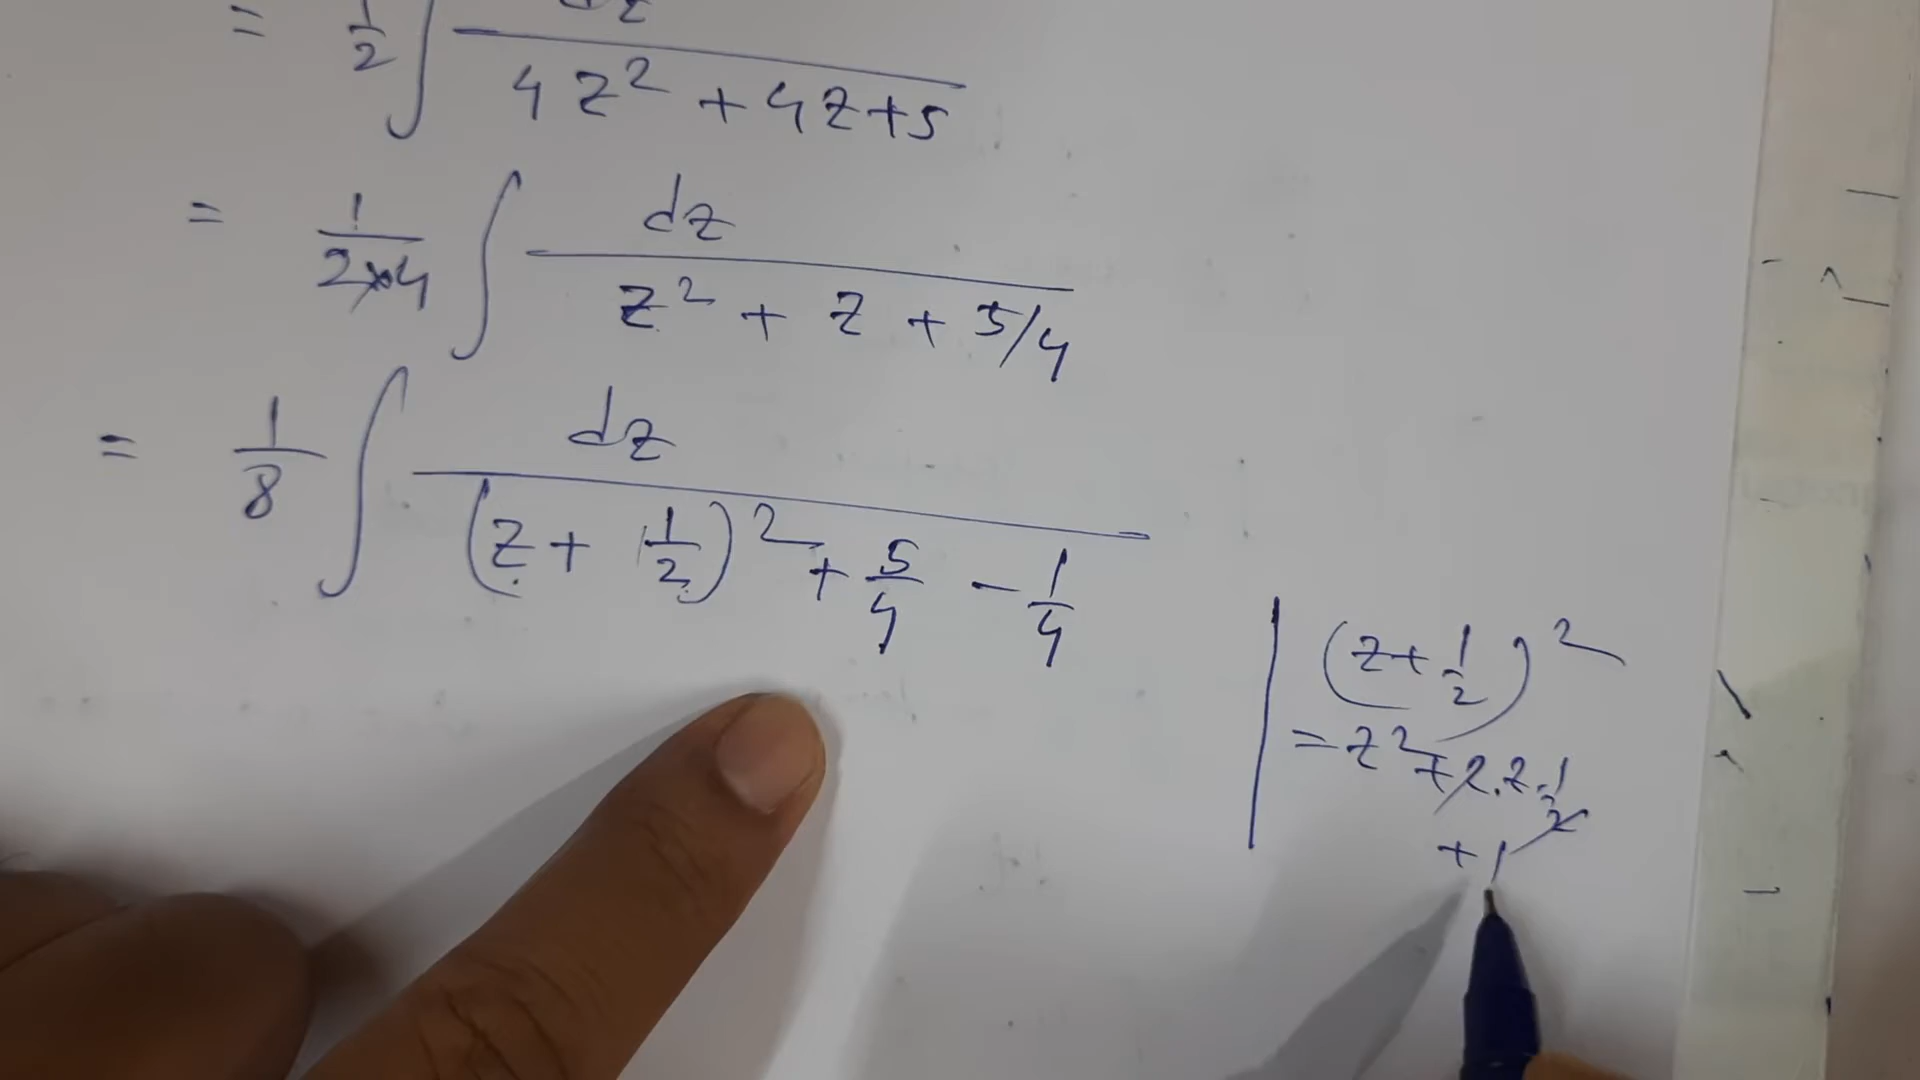 = 1/2 ∫ dz / 4z² + 4z+5
= 1/2×4 ∫ dz / z² + z + 5/4
= 1/8 ∫ dz / (z + 1/2)² + 5/4 - 1/4
(z+1/2)²
= z² + 2.z.1/2
+ 1